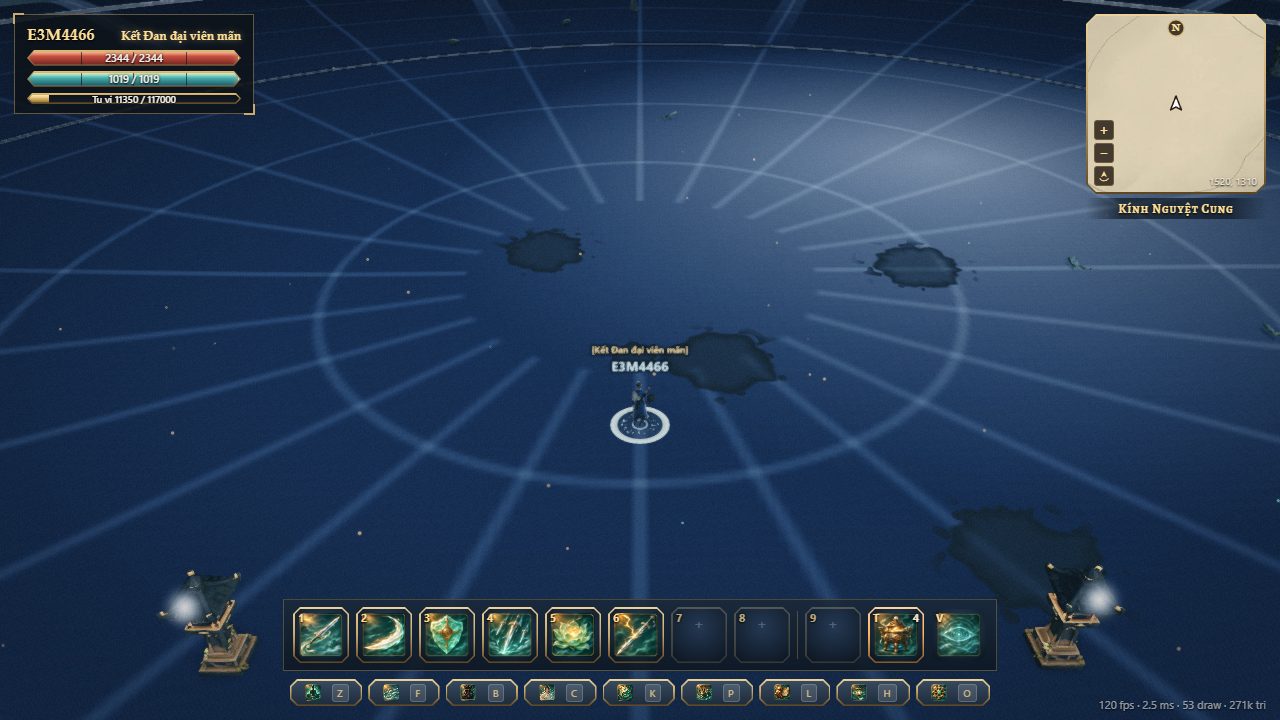 E3M4466 Kết Đan đại viên mãn
2344 / 2344
1019 / 1019
Tu vi 11350 / 117000
N
+
−
1520, 1310
Kính Nguyệt Cung
[Kết Đan đại viên mãn]
E3M4466
1 2 3 4 5 6 7 8 9 T 4 V
+ + +
Z F B C K P L H O
120 fps · 2.5 ms · 53 draw · 271k tri